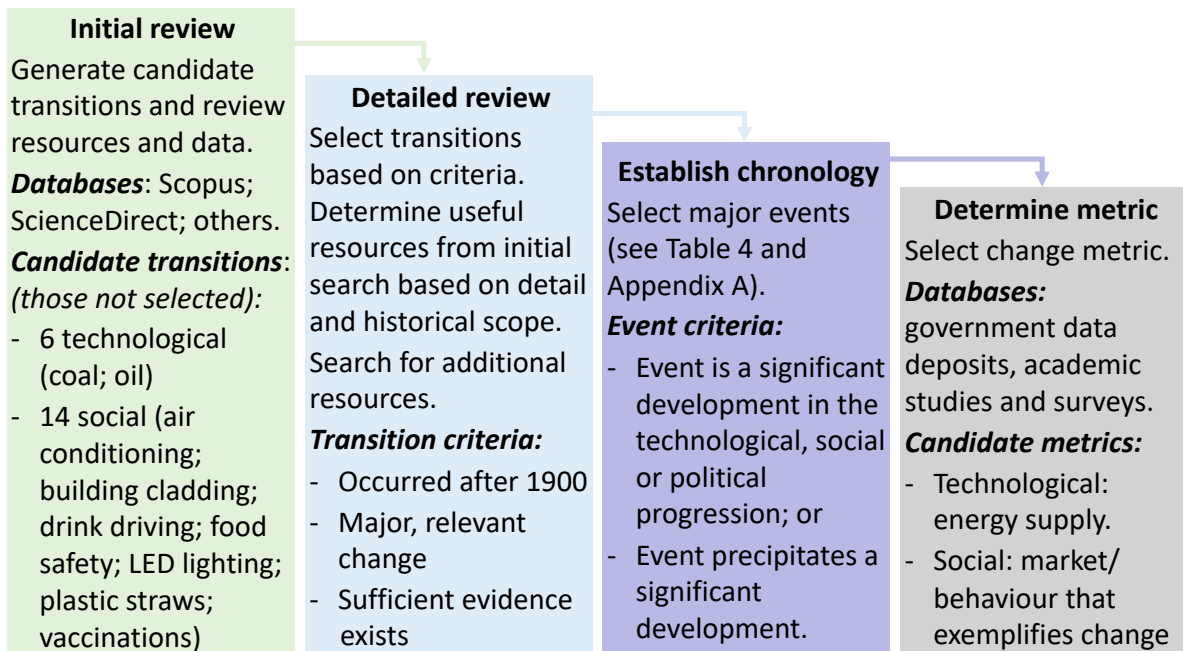 Initial review
Generate candidate
transitions and review
resources and data.
Databases: Scopus;
ScienceDirect; others.
Candidate transitions:
(those not selected):
- 6 technological
(coal; oil)
- 14 social (air
conditioning;
building cladding;
drink driving; food
safety; LED lighting;
plastic straws;
vaccinations)
Detailed review
Select transitions
based on criteria.
Determine useful
resources from initial
search based on detail
and historical scope.
Search for additional
resources.
Transition criteria:
- Occurred after 1900
- Major, relevant
change
- Sufficient evidence
exists
Establish chronology
Select major events
(see Table 4 and
Appendix A).
Event criteria:
- Event is a significant
development in the
technological, social
or political
progression; or
- Event precipitates a
significant
development.
Determine metric
Select change metric.
Databases:
government data
deposits, academic
studies and surveys.
Candidate metrics:
- Technological:
energy supply.
- Social: market/
behaviour that
exemplifies change